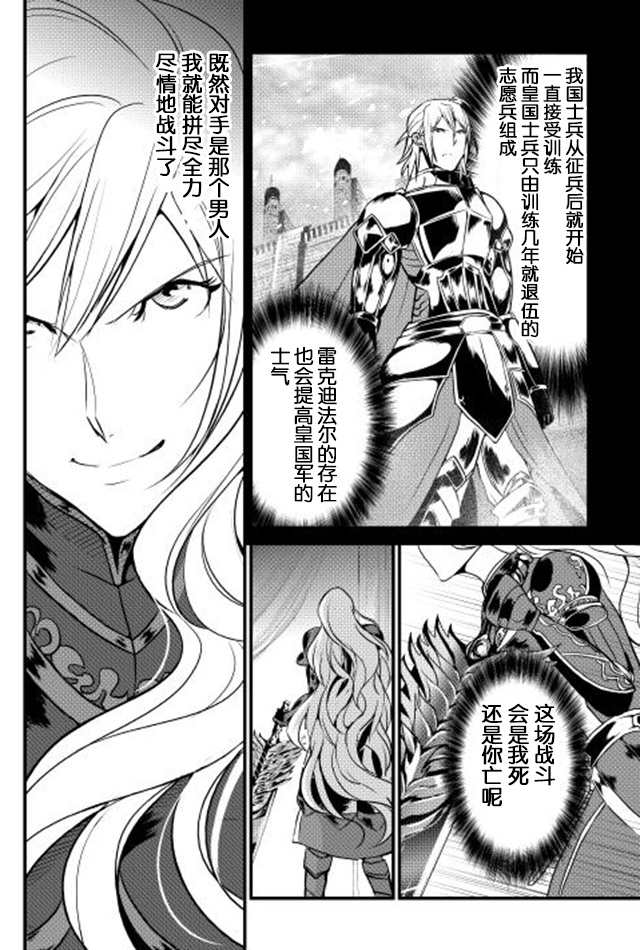 我国士兵从征兵后就开始
一直接受训练
而皇国士兵只由训练几年就退伍的
志愿兵组成
雷克迪法尔的存在
也会提高皇国军的
士气
这场战斗
会是我死
还是你亡呢
既然对手是那个男人
我就能拼尽全力
尽情地战斗了